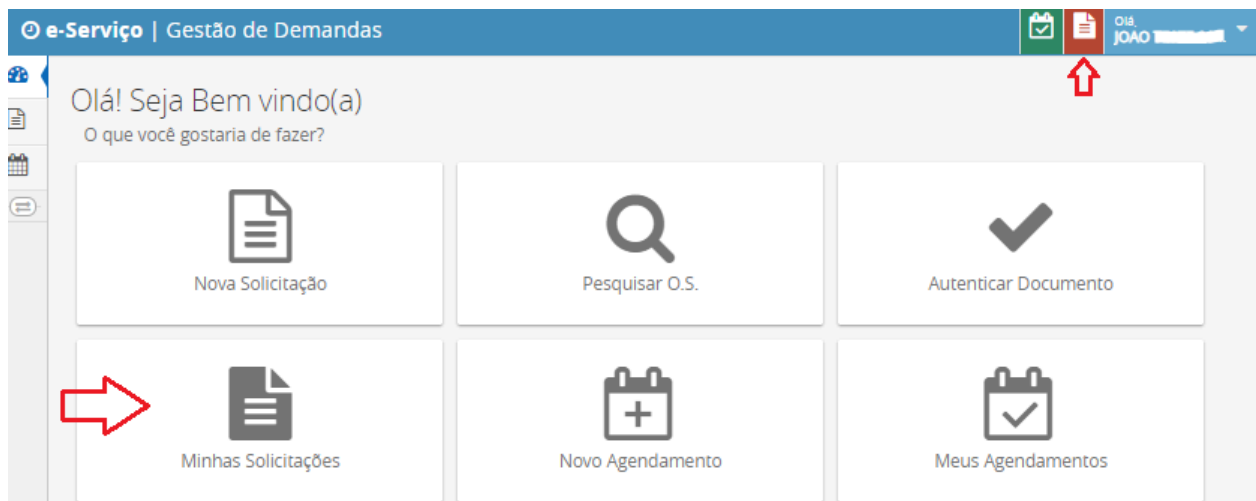 e-Serviço | Gestão de Demandas
Olá,
JOAO
Olá! Seja Bem vindo(a)
O que você gostaria de fazer?
Nova Solicitação
Pesquisar O.S.
Autenticar Documento
Minhas Solicitações
Novo Agendamento
Meus Agendamentos